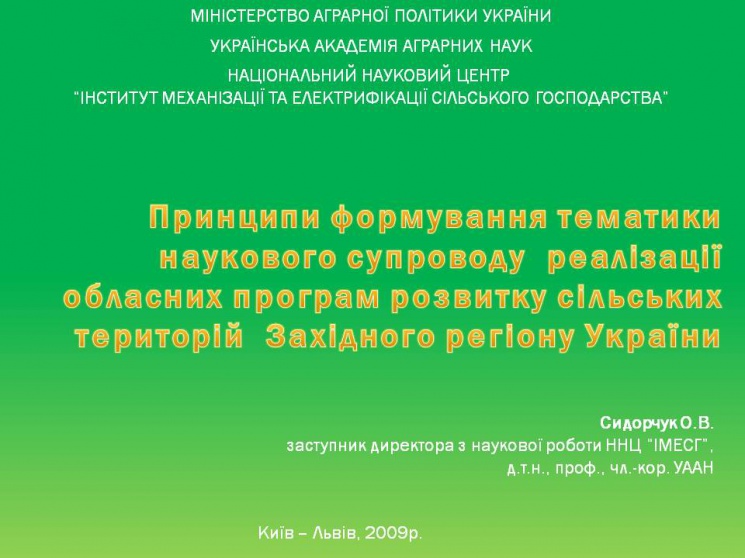 МІНІСТЕРСТВО АГРАРНОЇ ПОЛІТИКИ УКРАЇНИ
УКРАЇНСЬКА АКАДЕМІЯ АГРАРНИХ НАУК
НАЦІОНАЛЬНИЙ НАУКОВИЙ ЦЕНТР
“ІНСТИТУТ МЕХАНІЗАЦІЇ ТА ЕЛЕКТРИФІКАЦІЇ СІЛЬСЬКОГО ГОСПОДАРСТВА”
Принципи формування тематики
наукового супроводу реалізації
обласних програм розвитку сільських
територій Західного регіону України
Сидорчук О.В.
заступник директора з наукової роботи ННЦ “ІМЕСГ”,
д.т.н., проф., чл.-кор. УААН
Київ – Львів, 2009р.